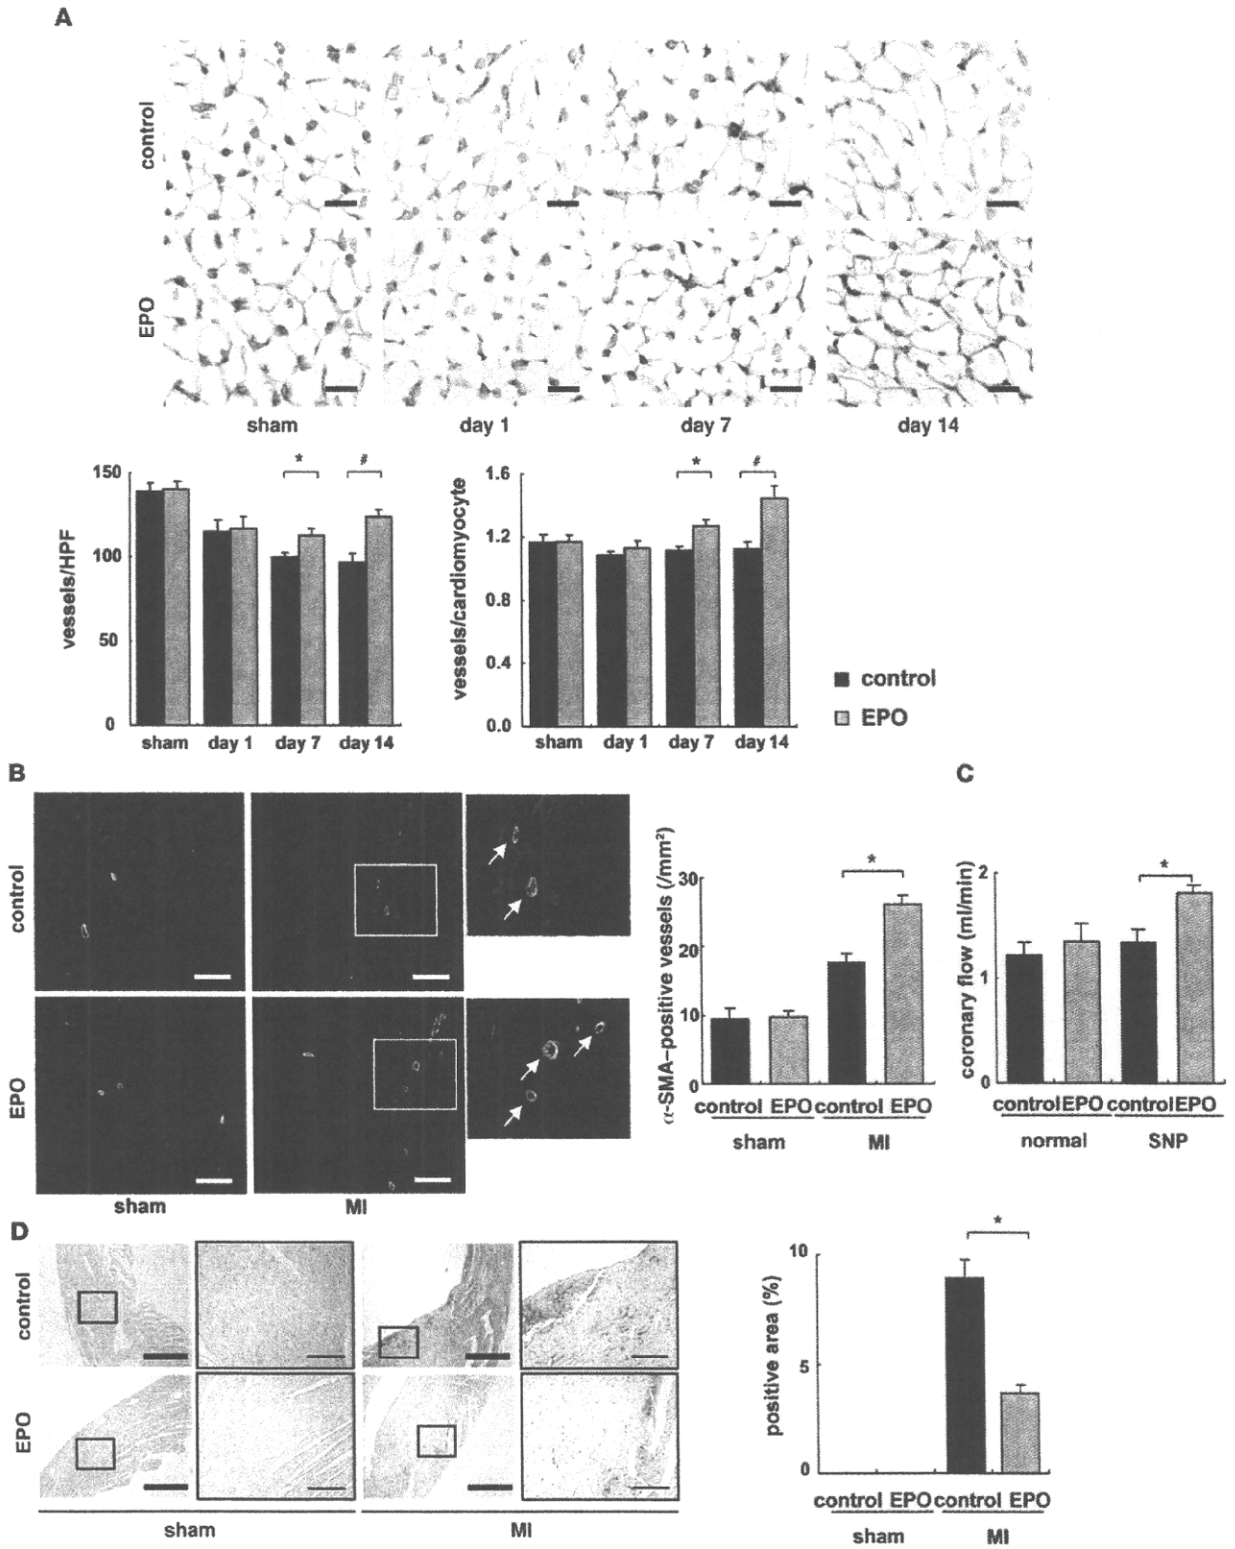 A
control
EPO
sham day 1 day 7 day 14
150
100
50
0
vessels/HPF
* #
sham day 1 day 7 day 14
1.6
1.2
0.8
0.4
0.0
vessels/cardiomyocyte
* #
sham day 1 day 7 day 14
control
EPO
B
control
EPO
sham MI
30
20
10
0
α-SMA–positive vessels (/mm²)
*
control EPO control EPO
sham MI
C
2
1
0
coronary flow (ml/min)
*
control EPO control EPO
normal SNP
D
control
EPO
sham MI
10
5
0
positive area (%)
*
control EPO control EPO
sham MI